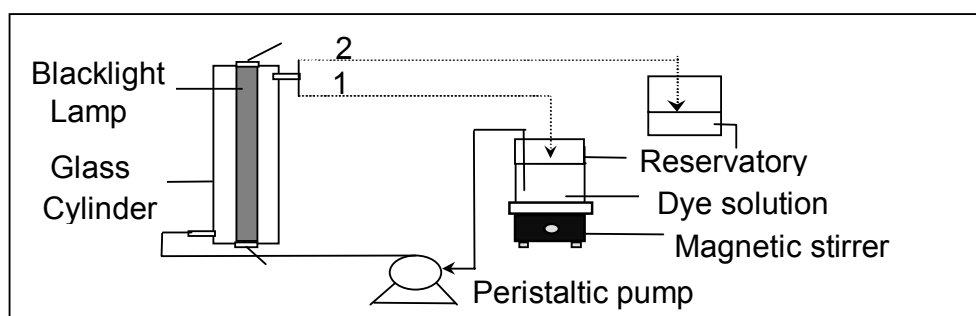 2
Blacklight
Lamp
1
Glass
Cylinder
Reservatory
Dye solution
Magnetic stirrer
Peristaltic pump